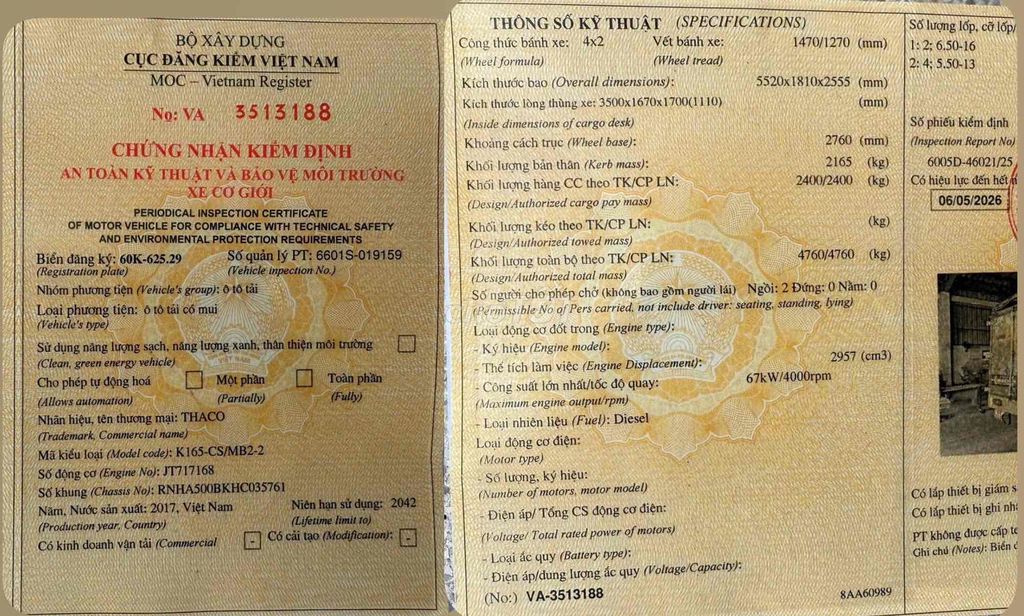 BỘ XÂY DỰNG
CỤC ĐĂNG KIỂM VIỆT NAM
MOC – Vietnam Register
No: VA 3513188
CHỨNG NHẬN KIỂM ĐỊNH
AN TOÀN KỸ THUẬT VÀ BẢO VỆ MÔI TRƯỜNG
XE CƠ GIỚI
PERIODICAL INSPECTION CERTIFICATE
OF MOTOR VEHICLE FOR COMPLIANCE WITH TECHNICAL SAFETY
AND ENVIRONMENTAL PROTECTION REQUIREMENTS
Biển đăng ký: 60K-625.29 Số quản lý PT: 6601S-019159
(Registration plate) (Vehicle inpection No.)
Nhóm phương tiện (Vehicle's group): ô tô tải
Loại phương tiện: ô tô tải có mui
(Vehicle's type)
Sử dụng năng lượng sạch, năng lượng xanh, thân thiện môi trường
(Clean, green energy vehicle)
Cho phép tự động hoá Một phần Toàn phần
(Allows automation) (Partially) (Fully)
Nhãn hiệu, tên thương mại: THACO
(Trademark, Commercial name)
Mã kiểu loại (Model code): K165-CS/MB2-2
Số động cơ (Engine No): JT717168
Số khung (Chassis No): RNHA500BKHC035761
Năm, Nước sản xuất: 2017, Việt Nam Niên hạn sử dụng: 2042
(Production year, Country) (Lifetime limit to)
Có kinh doanh vận tải (Commercial - Có cải tạo (Modification): -
THÔNG SỐ KỸ THUẬT (SPECIFICATIONS)
Công thức bánh xe: 4x2 Vết bánh xe: 1470/1270 (mm)
(Wheel formula) (Wheel tread)
Kích thước bao (Overall dimensions): 5520x1810x2555 (mm)
Kích thước lòng thùng xe: 3500x1670x1700(1110) (mm)
(Inside dimensions of cargo desk)
Khoảng cách trục (Wheel base): 2760 (mm)
Khối lượng bản thân (Kerb mass): 2165 (kg)
Khối lượng hàng CC theo TK/CP LN: 2400/2400 (kg)
(Design/Authorized cargo pay mass)
Khối lượng kéo theo TK/CP LN: (kg)
(Design/Authorized towed mass)
Khối lượng toàn bộ theo TK/CP LN: 4760/4760 (kg)
(Design/Authorized total mass)
Số người cho phép chở (không bao gồm người lái) Ngồi: 2 Đứng: 0 Nằm: 0
(Permissible No of Pers carried, not include driver: seating, standing, lying)
Loại động cơ đốt trong (Engine type):
- Ký hiệu (Engine model):
- Thể tích làm việc (Engine Displacement): 2957 (cm3)
- Công suất lớn nhất/tốc độ quay: 67kW/4000rpm
(Maximum engine output/rpm)
- Loại nhiên liệu (Fuel): Diesel
Loại động cơ điện:
(Motor type)
- Số lượng, ký hiệu:
(Number of motors, motor model)
- Điện áp/ Tổng CS động cơ điện:
(Voltage/ Total rated power of motors)
- Loại ắc quy (Battery type):
- Điện áp/dung lượng ắc quy (Voltage/Capacity):
(No:) VA-3513188 8AA60989
Số lượng lốp, cỡ lốp/
1: 2; 6.50-16
2: 4; 5.50-13
Số phiếu kiểm định
(Inspection Report No)
6005D-46021/25
Có hiệu lực đến hết
06/05/2026
Có lắp thiết bị giám s
Có lắp thiết bị ghi nh
PT không được cấp te
Ghi chú (Notes): Biển đ